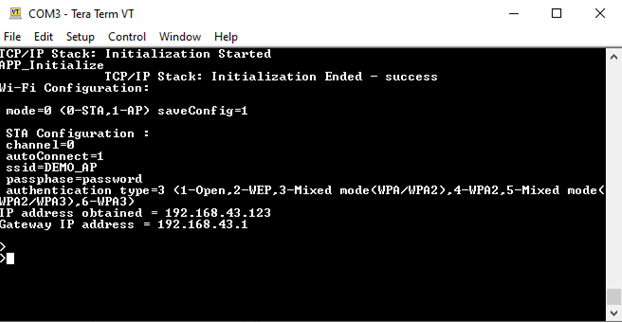 COM3 - Tera Term VT
File Edit Setup Control Window Help
TCP/IP Stack: Initialization Started
APP_Initialize
TCP/IP Stack: Initialization Ended - success
Wi-Fi Configuration:
mode=0 (0-STA,1-AP) saveConfig=1
STA Configuration :
channel=0
autoConnect=1
ssid=DEMO_AP
passphase=password
authentication type=3 (1-Open,2-WEP,3-Mixed mode(WPA/WPA2),4-WPA2,5-Mixed mode(
WPA2/WPA3),6-WPA3)
IP address obtained = 192.168.43.123
Gateway IP address = 192.168.43.1
>
>